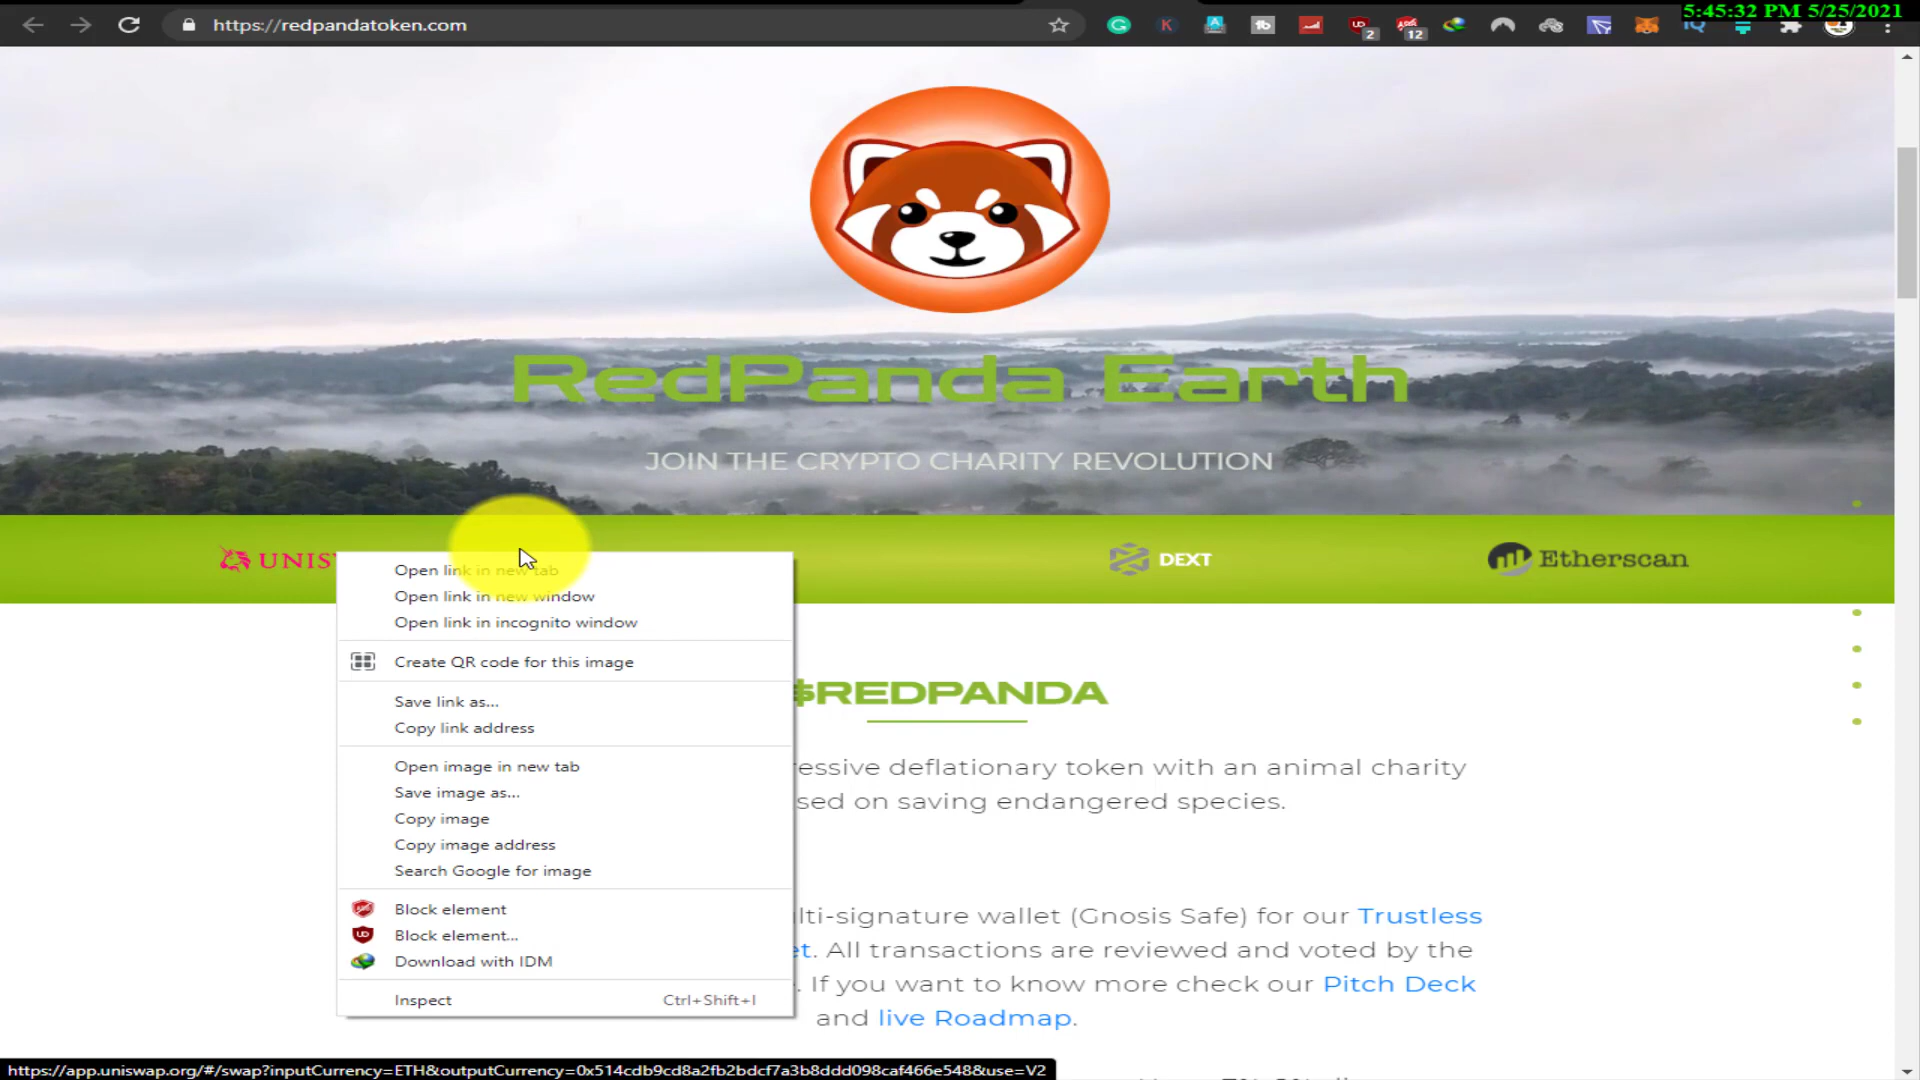 5:45:32 PM 5/25/2021
https://redpandatoken.com
2
12
RedPanda Earth
JOIN THE CRYPTO CHARITY REVOLUTION
DEXT
Etherscan
Open link in new tab
Open link in new window
Open link in incognito window
Create QR code for this image
Save link as...
Copy link address
Open image in new tab
Save image as...
Copy image
Copy image address
Search Google for image
Block element
Block element...
Download with IDM
Inspect Ctrl+Shift+I
$REDPANDA
deflationary token with an animal charity
on saving endangered species.
wallet (Gnosis Safe) for our Trustless
All transactions are reviewed and voted by the
If you want to know more check our Pitch Deck
and live Roadmap.
https://app.uniswap.org/#/swap?inputCurrency=ETH&outputCurrency=0x514cdb9cd8a2fb2bdcf7a3b8ddd098caf466e548&use=V2